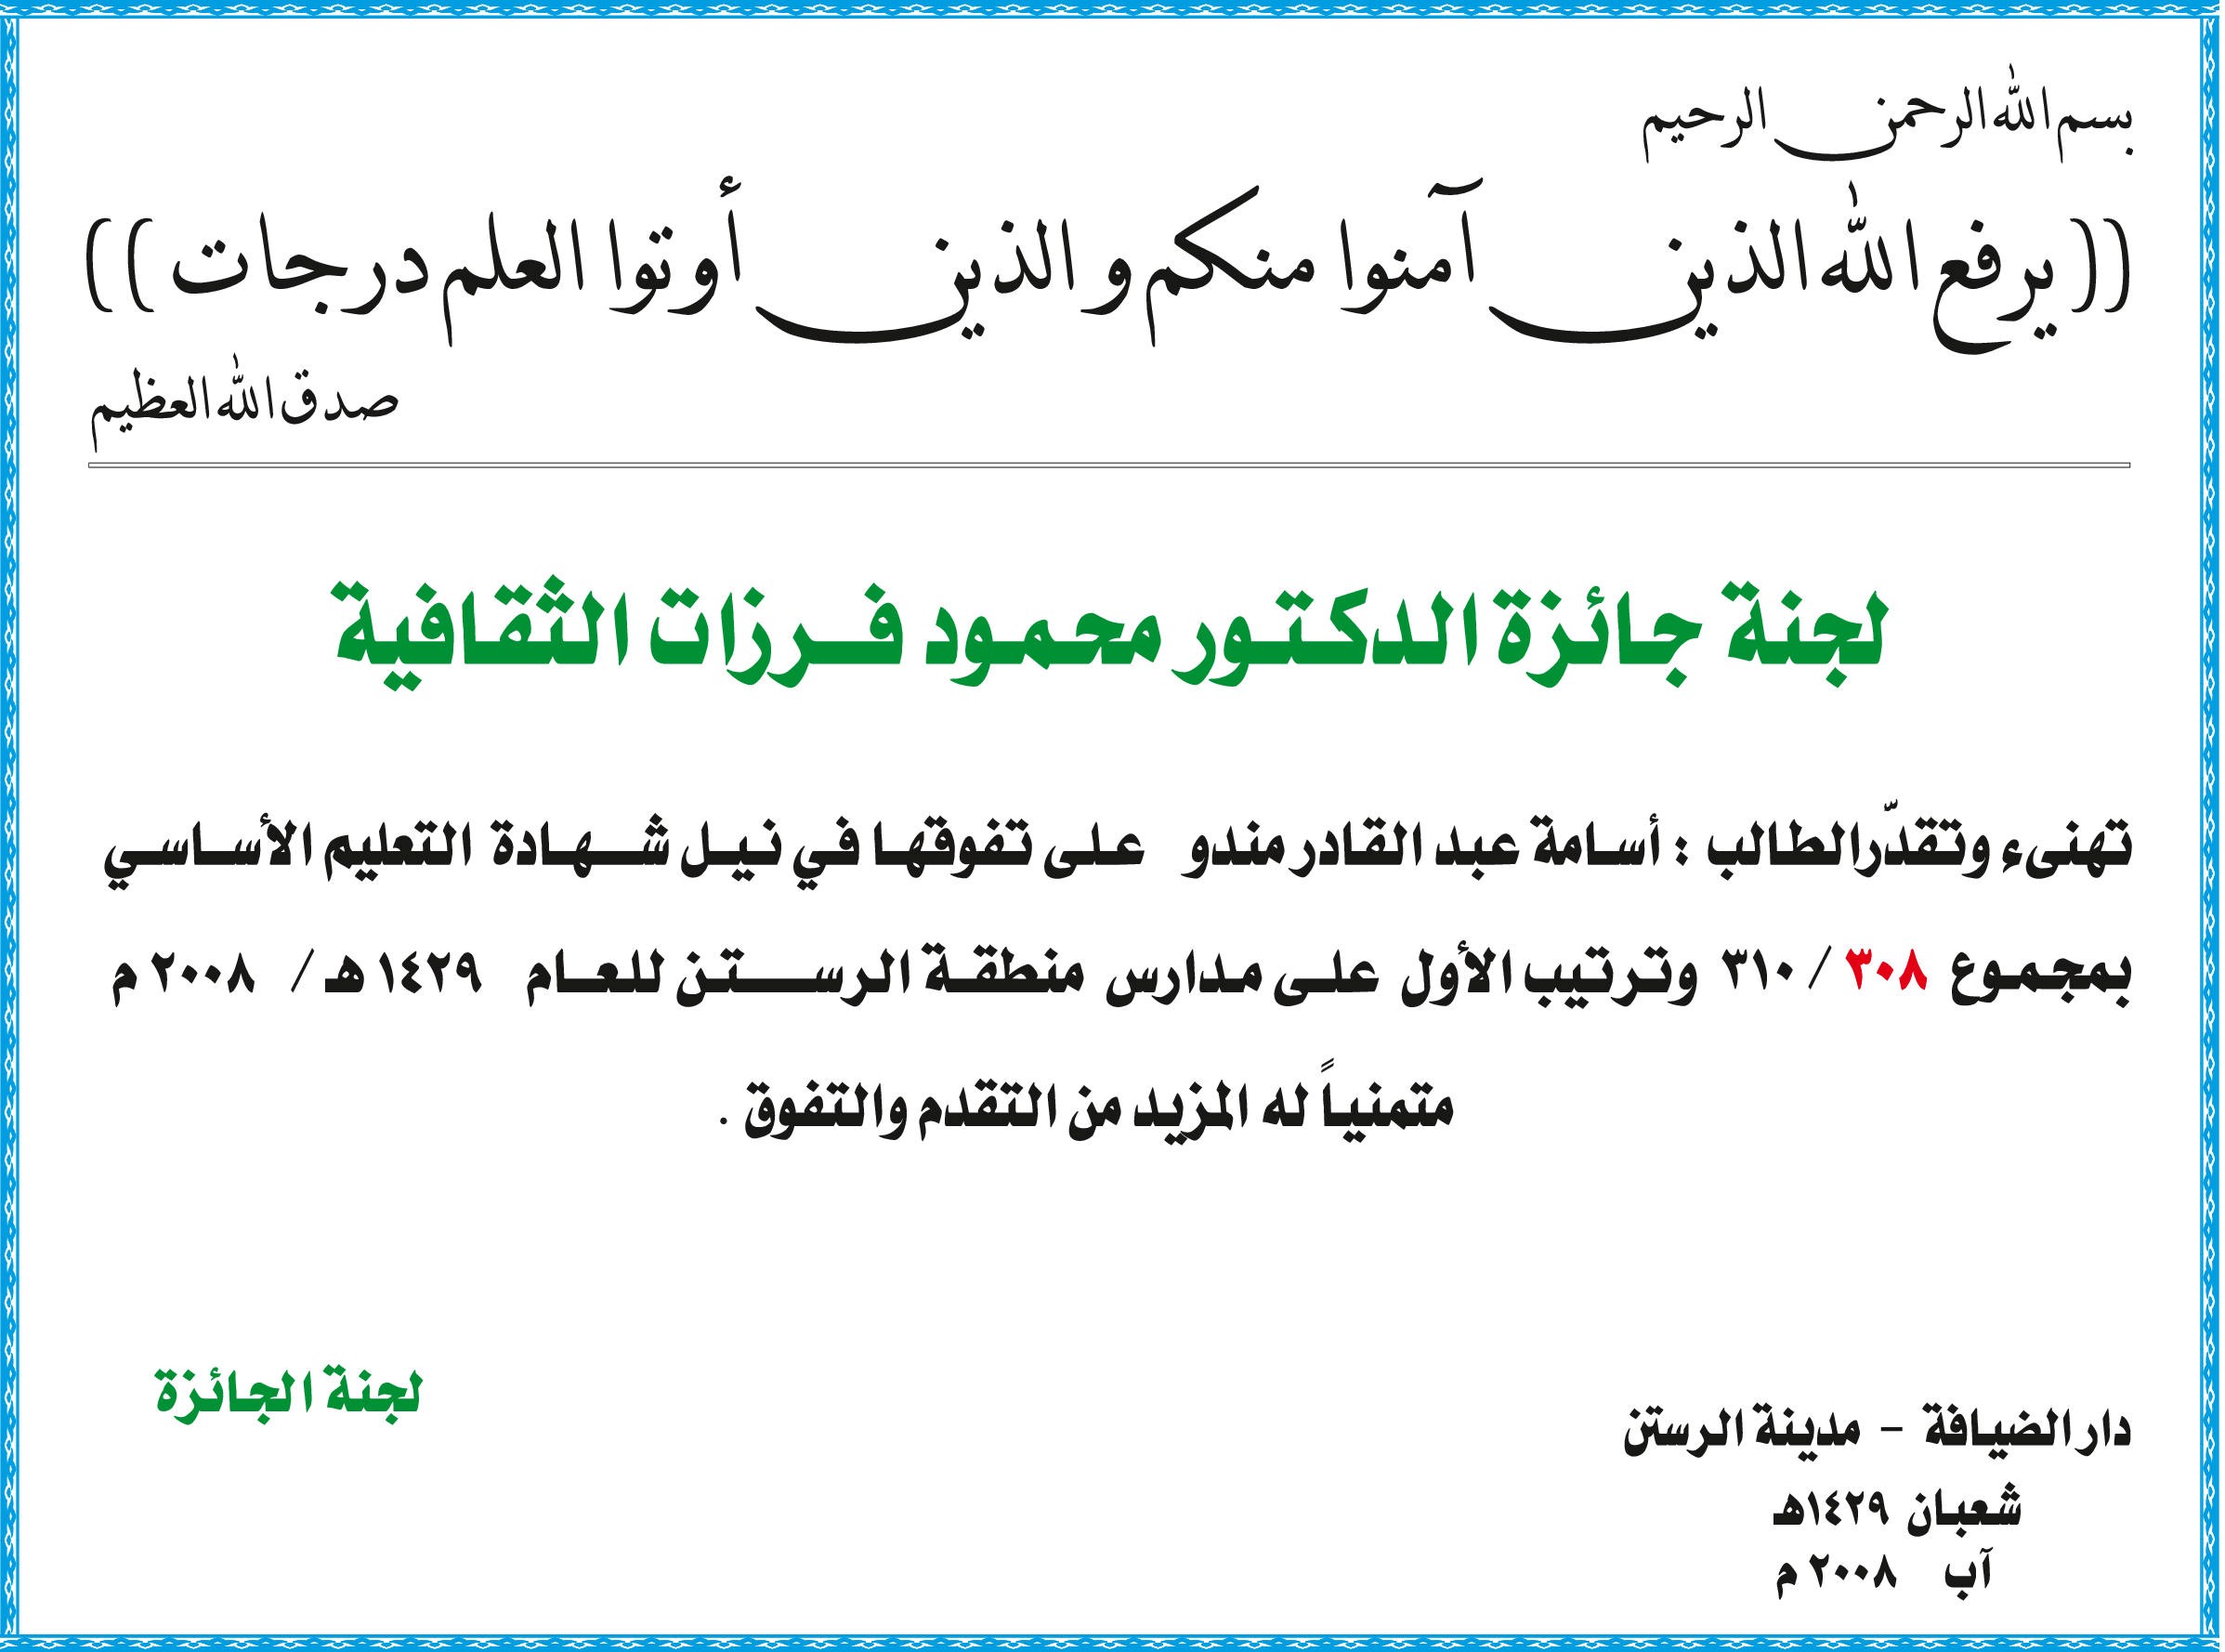 بسم الله الرحمن الرحيم
(( يرفع الله الذين آمنوا منكم و الذين أوتوا العلم درجات ))
صدق الله العظيم
لجنة جائزة الدكتور محمود فرزات الثقافية
تهنىء وتقدّر الطالب : أسامة عبد القادر مندو على تفوقها في نيل شهادة التعليم الأساسي
بمجموع ٣٠٨ / ٣١٠ وترتيب الأول على مدارس منطقة الرستن للعام ١٤٢٩ هـ / ٢٠٠٨ م
متمنياً له المزيد من التقدم والتفوق .
لجنة الجائزة
دار الضيافة - مدينة الرستن
شعبان ١٤٢٩هـ
آب ٢٠٠٨ م